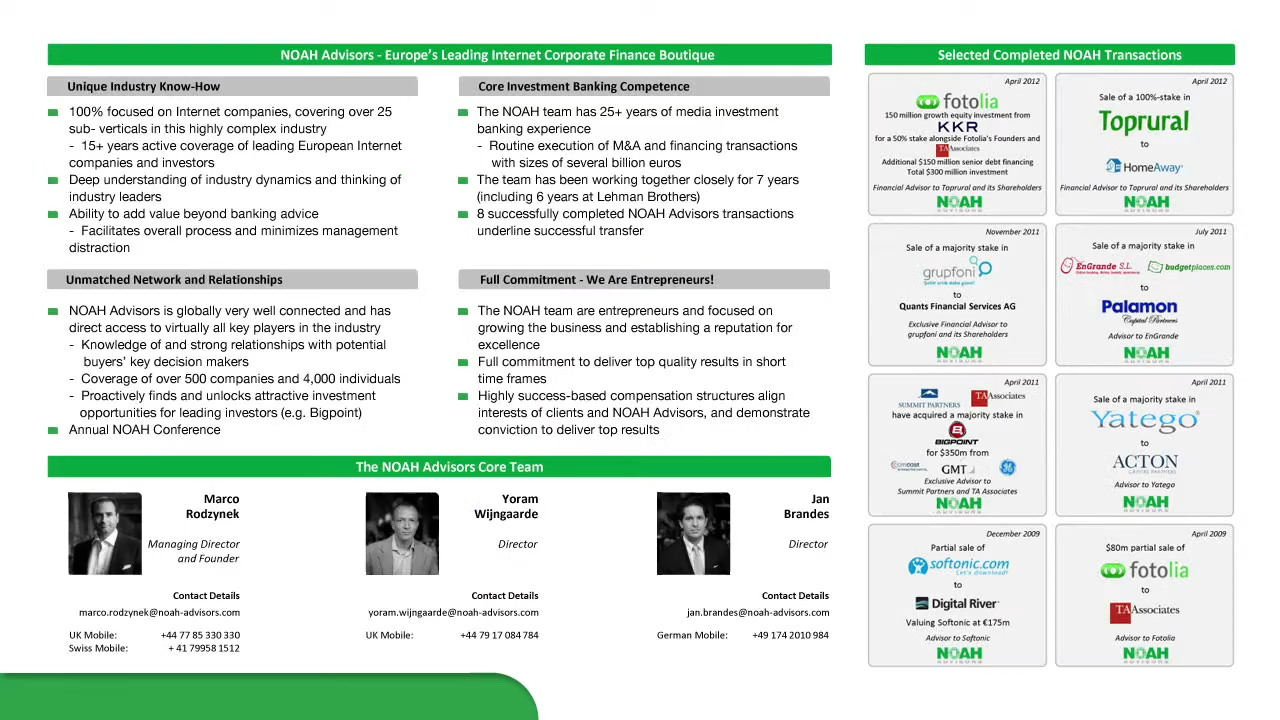 NOAH Advisors - Europe's Leading Internet Corporate Finance Boutique
Unique Industry Know-How
100% focused on Internet companies, covering over 25
sub- verticals in this highly complex industry
- 15+ years active coverage of leading European Internet
companies and investors
Deep understanding of industry dynamics and thinking of
industry leaders
Ability to add value beyond banking advice
- Facilitates overall process and minimizes management
distraction
Core Investment Banking Competence
The NOAH team has 25+ years of media investment
banking experience
- Routine execution of M&A and financing transactions
with sizes of several billion euros
The team has been working together closely for 7 years
(including 6 years at Lehman Brothers)
8 successfully completed NOAH Advisors transactions
underline successful transfer
Unmatched Network and Relationships
NOAH Advisors is globally very well connected and has
direct access to virtually all key players in the industry
- Knowledge of and strong relationships with potential
buyers' key decision makers
- Coverage of over 500 companies and 4,000 individuals
- Proactively finds and unlocks attractive investment
opportunities for leading investors (e.g. Bigpoint)
Annual NOAH Conference
Full Commitment - We Are Entrepreneurs!
The NOAH team are entrepreneurs and focused on
growing the business and establishing a reputation for
excellence
Full commitment to deliver top quality results in short
time frames
Highly success-based compensation structures align
interests of clients and NOAH Advisors, and demonstrate
conviction to deliver top results
The NOAH Advisors Core Team
Marco
Rodzynek
Managing Director
and Founder
Contact Details
marco.rodzynek@noah-advisors.com
UK Mobile: +44 77 85 330 330
Swiss Mobile: + 41 79958 1512
Yoram
Wijngaarde
Director
Contact Details
yoram.wijngaarde@noah-advisors.com
UK Mobile: +44 79 17 084 784
Jan
Brandes
Director
Contact Details
jan.brandes@noah-advisors.com
German Mobile: +49 174 2010 984
Selected Completed NOAH Transactions
April 2012
fotolia
150 million growth equity investment from
KKR
for a 50% stake alongside Fotolia's Founders and
TA Associates
Additional $150 million senior debt financing
Total $300 million investment
Financial Advisor to Toprural and its Shareholders
NOAH
ADVISORS
April 2012
Sale of a 100%-stake in
Toprural
to
HomeAway
Financial Advisor to Toprural and its Shareholders
NOAH
ADVISORS
November 2011
Sale of a majority stake in
grupfoni
to
Quants Financial Services AG
Exclusive Financial Advisor to
grupfoni and its Shareholders
NOAH
ADVISORS
July 2011
Sale of a majority stake in
EnGrande S.L. budgetplaces.com
to
Palamon
Capital Partners
Advisor to EnGrande
NOAH
ADVISORS
April 2011
SUMMIT PARTNERS TA Associates
have acquired a majority stake in
BIGPOINT
for $350m from
comcast GMT GE
Exclusive Advisor to
Summit Partners and TA Associates
NOAH
ADVISORS
April 2011
Sale of a majority stake in
Yatego
to
ACTON
CAPITAL PARTNERS
Advisor to Yatego
NOAH
ADVISORS
December 2009
Partial sale of
softonic.com
Let's download!
to
Digital River
Valuing Softonic at €175m
Advisor to Softonic
NOAH
ADVISORS
April 2009
$80m partial sale of
fotolia
to
TA Associates
Advisor to Fotolia
NOAH
ADVISORS